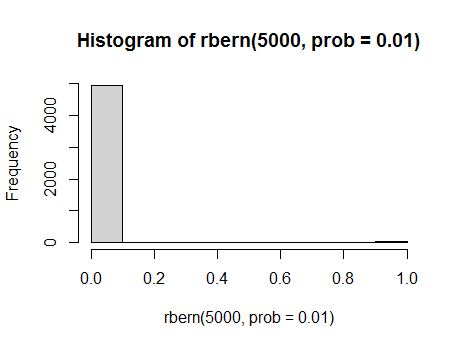 Histogram of rbern(5000, prob = 0.01)
Frequency
4000
2000
0
0.0 0.2 0.4 0.6 0.8 1.0
rbern(5000, prob = 0.01)